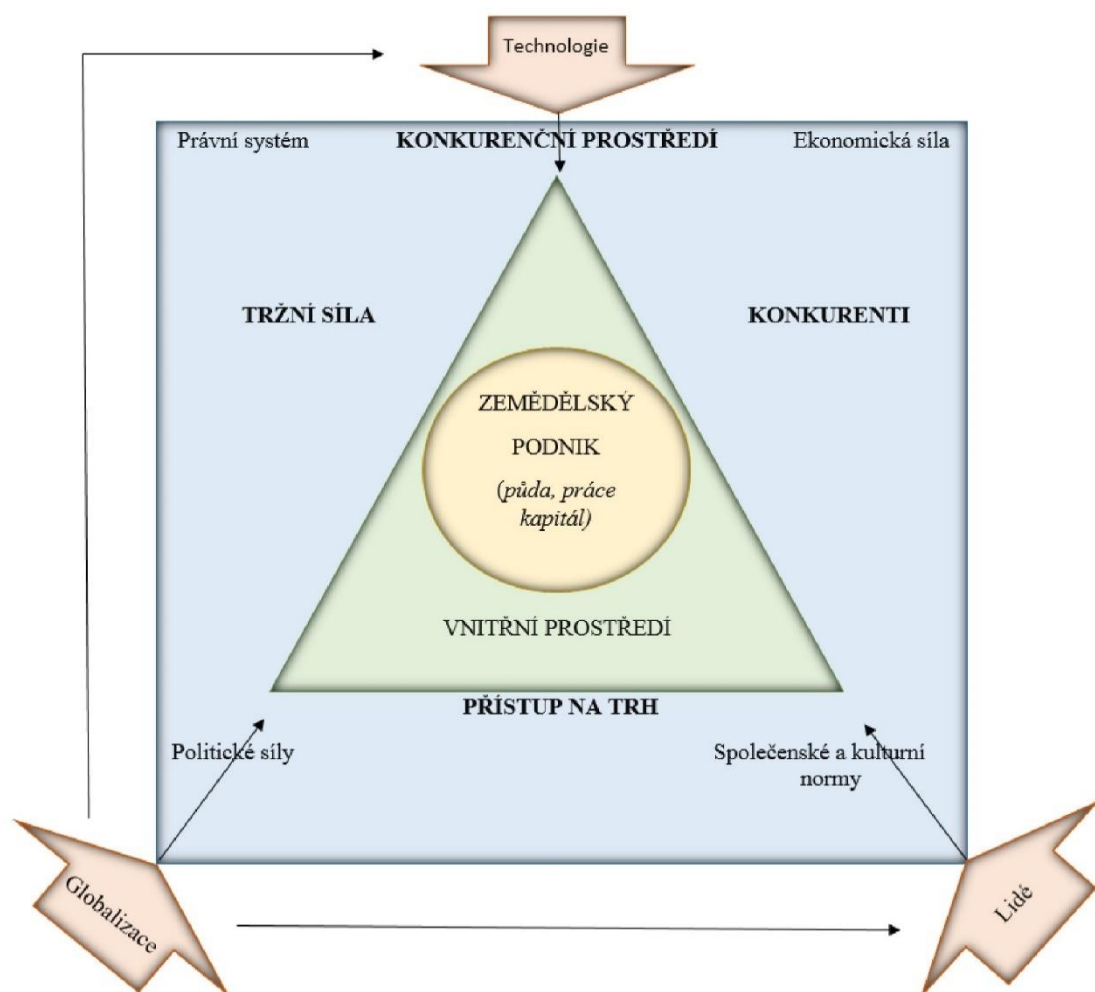 Technologie
Právní systém
KONKURENČNÍ PROSTŘEDÍ
Ekonomická síla
TRŽNÍ SÍLA
KONKURENTI
ZEMĚDĚLSKÝ
PODNIK
(půda, práce
kapitál)
VNITŘNÍ PROSTŘEDÍ
PŘÍSTUP NA TRH
Politické síly
Společenské a kulturní
normy
Globalizace
Lidé